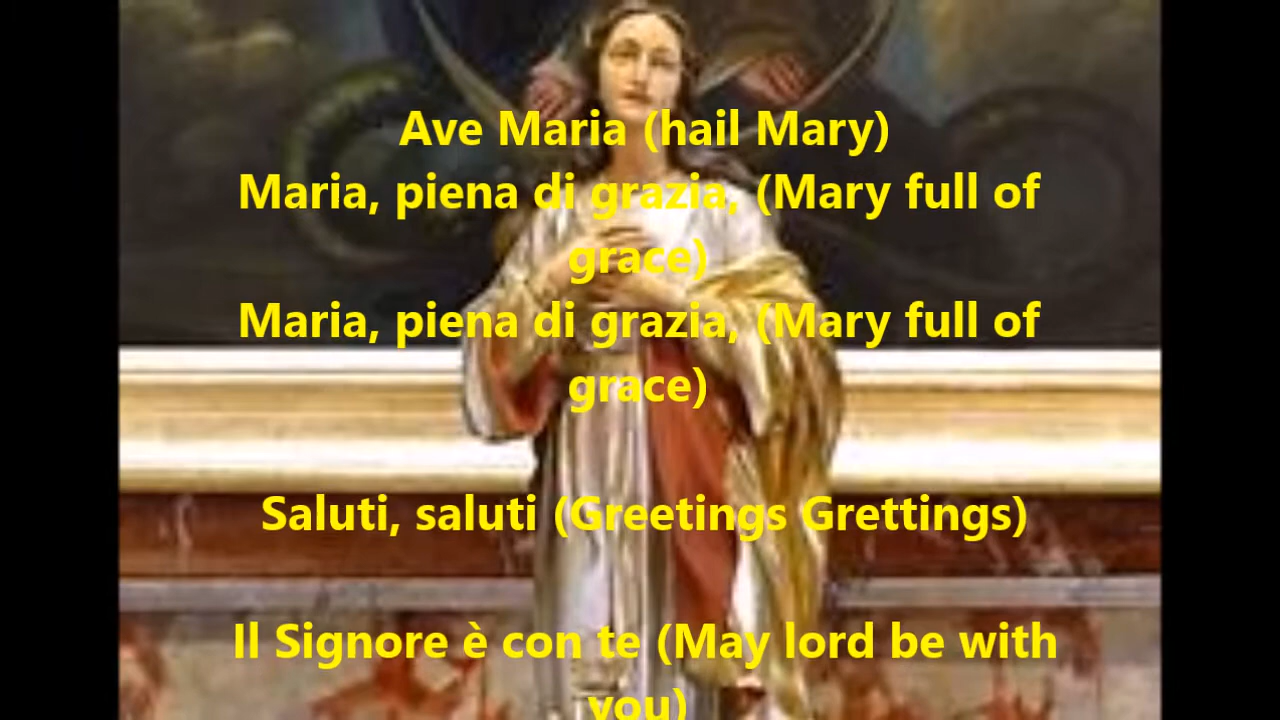 Ave Maria (hail Mary)
Maria, piena di grazia, (Mary full of
grace)
Maria, piena di grazia, (Mary full of
grace)
Saluti, saluti (Greetings Grettings)
Il Signore è con te (May lord be with
you)